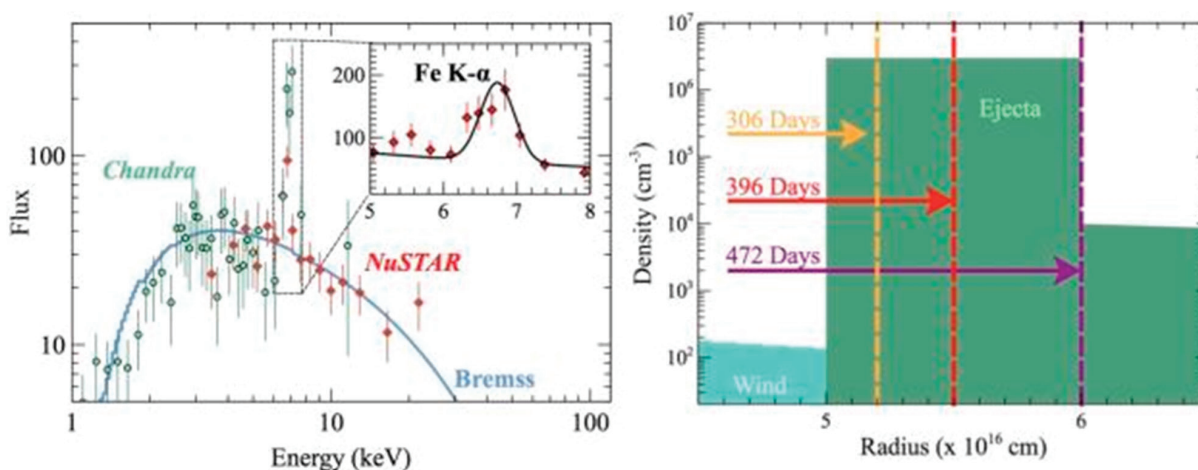 Flux
100
10
Chandra
Fe K-α
200
100
5
6
7
8
NuSTAR
Bremss
1
10
100
Energy (keV)
Density (cm⁻³)
10⁷
10⁶
10⁵
10⁴
10³
10²
306 Days
396 Days
472 Days
Ejecta
Wind
5
6
Radius (x 10¹⁶ cm)